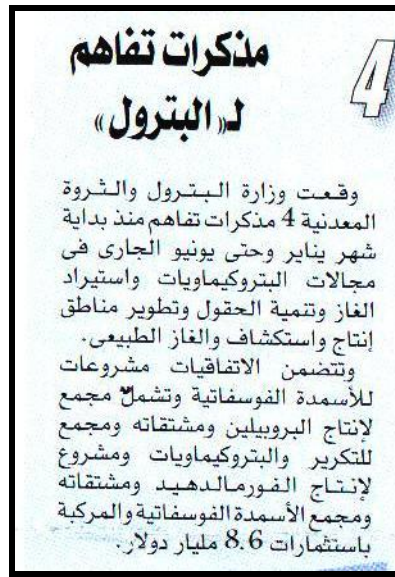 4 مذكرات تفاهم
لـ«البترول»
وقعت وزارة البترول والثروة
المعدنية 4 مذكرات تفاهم منذ بداية
شهر يناير وحتى يونيو الجارى فى
مجالات البتروكيماويات واستيراد
الغاز وتنمية الحقول وتطوير مناطق
إنتاج واستكشاف والغاز الطبيعى.
وتتضمن الاتفاقيات مشروعات
للأسمدة الفوسفاتية وتشمل مجمع
لإنتاج البروبيلين ومشتقاته ومجمع
للتكرير والبتروكيماويات ومشروع
لإنتاج الفورمالدهيد ومشتقاته
ومجمع الأسمدة الفوسفاتية والمركبة
باستثمارات 8.6 مليار دولار.